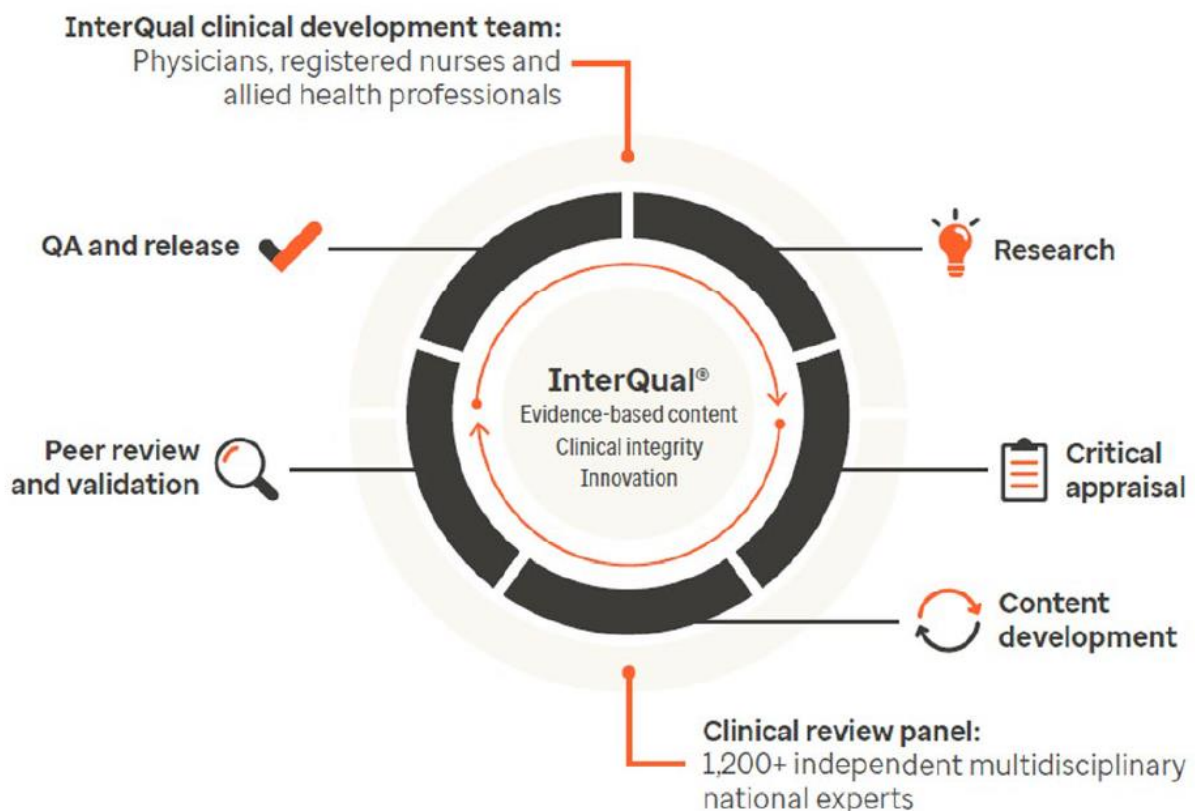 InterQual clinical development team:
Physicians, registered nurses and
allied health professionals
QA and release
Research
InterQual®
Evidence-based content
Clinical integrity
Innovation
Peer review
and validation
Critical
appraisal
Content
development
Clinical review panel:
1,200+ independent multidisciplinary
national experts